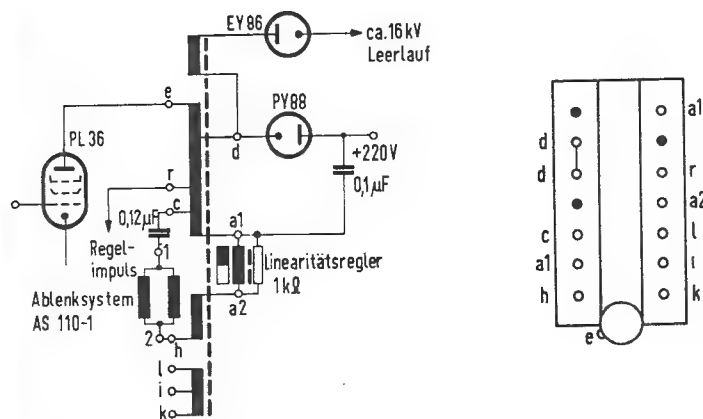 EY86
ca.16kV
Leerlauf
e
PL36
PY88
d
+220V
0,1µF
r
c
0,12µF
Regel-
impuls
1
a1
Linearitätsregler
1kΩ
Ablenksystem
AS 110-1
a2
2
h
l
i
k
a1
d
d
r
a2
c
l
a1
i
h
k
e